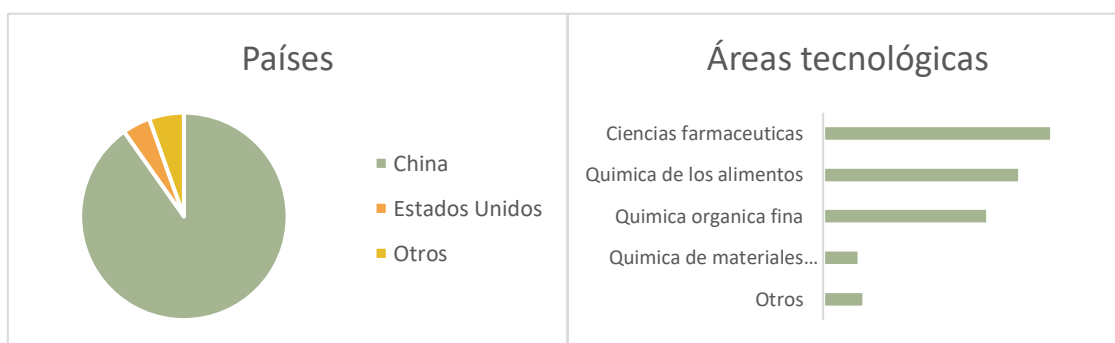 Países
China
Estados Unidos
Otros
Áreas tecnológicas
Ciencias farmaceuticas
Quimica de los alimentos
Quimica organica fina
Quimica de materiales...
Otros